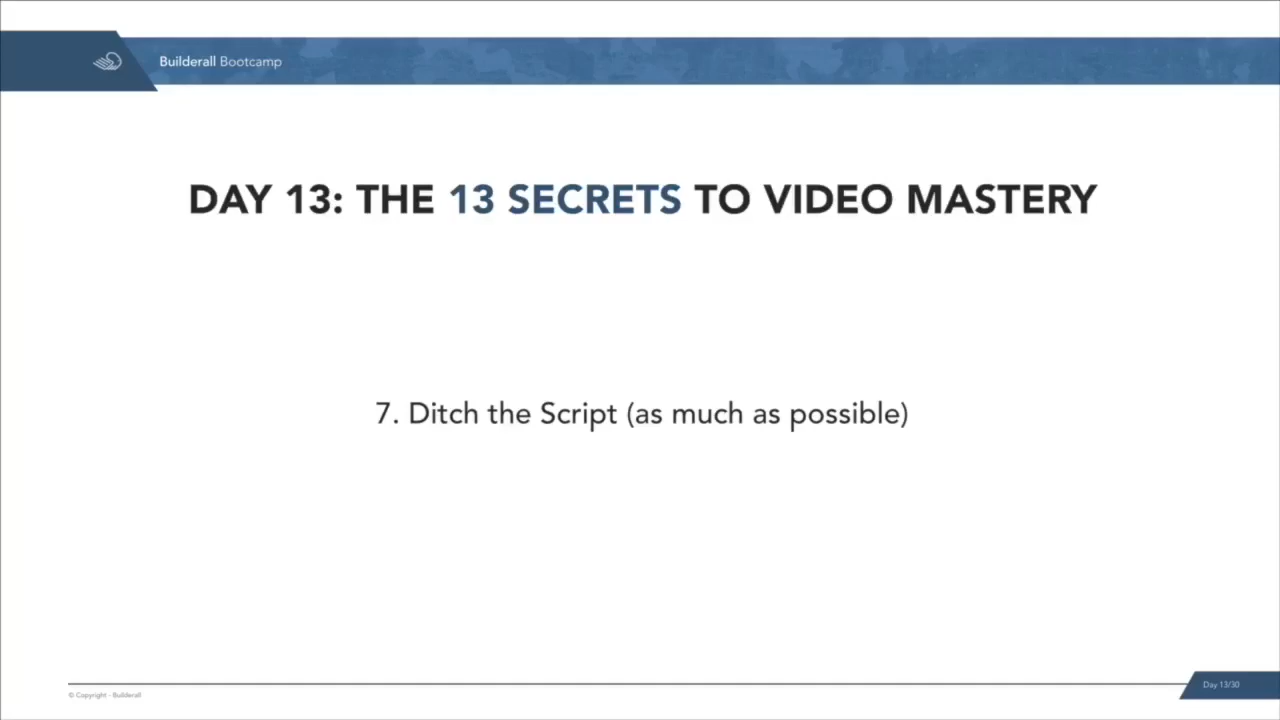 Builderall Bootcamp
DAY 13: THE 13 SECRETS TO VIDEO MASTERY
7. Ditch the Script (as much as possible)
© Copyright - Builderall
Day 13/30